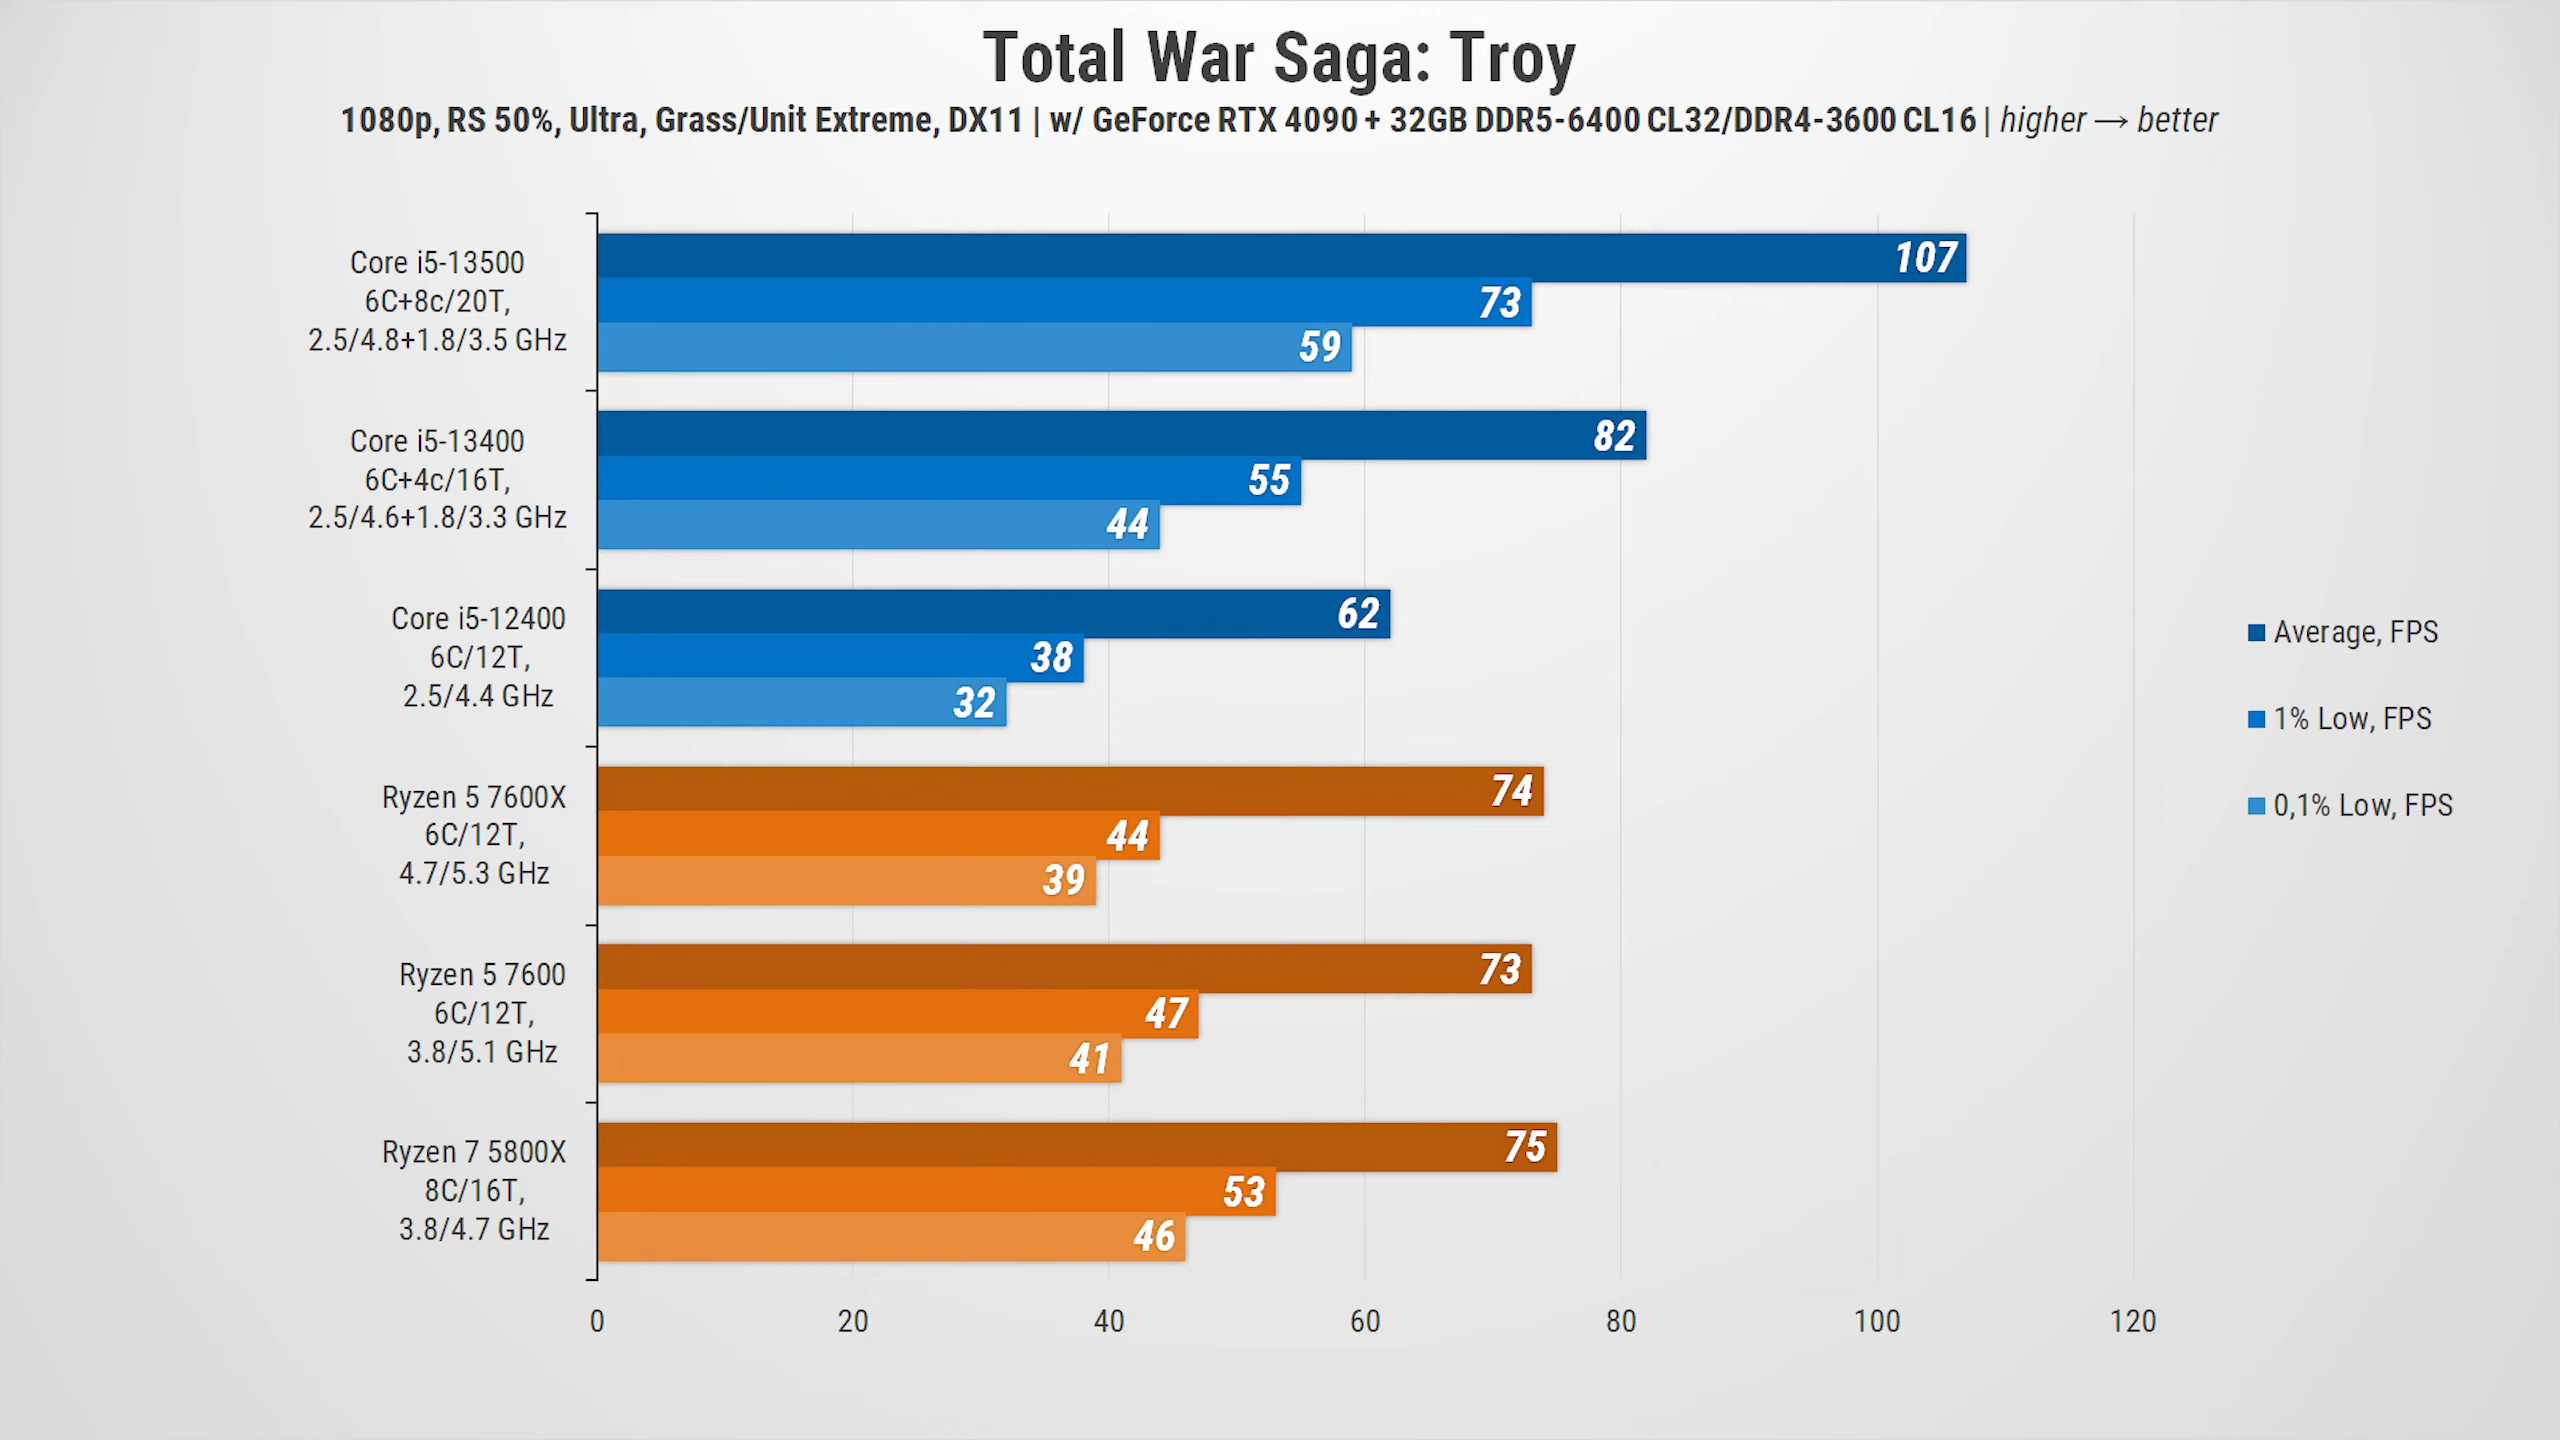 Total War Saga: Troy
1080p, RS 50%, Ultra, Grass/Unit Extreme, DX11 | w/ GeForce RTX 4090 + 32GB DDR5-6400 CL32/DDR4-3600 CL16 | higher → better
Core i5-13500
6C+8c/20T,
2.5/4.8+1.8/3.5 GHz
107
73
59
Core i5-13400
6C+4c/16T,
2.5/4.6+1.8/3.3 GHz
82
55
44
Core i5-12400
6C/12T,
2.5/4.4 GHz
62
38
32
Ryzen 5 7600X
6C/12T,
4.7/5.3 GHz
74
44
39
Ryzen 5 7600
6C/12T,
3.8/5.1 GHz
73
47
41
Ryzen 7 5800X
8C/16T,
3.8/4.7 GHz
75
53
46
0 20 40 60 80 100 120
Average, FPS
1% Low, FPS
0,1% Low, FPS